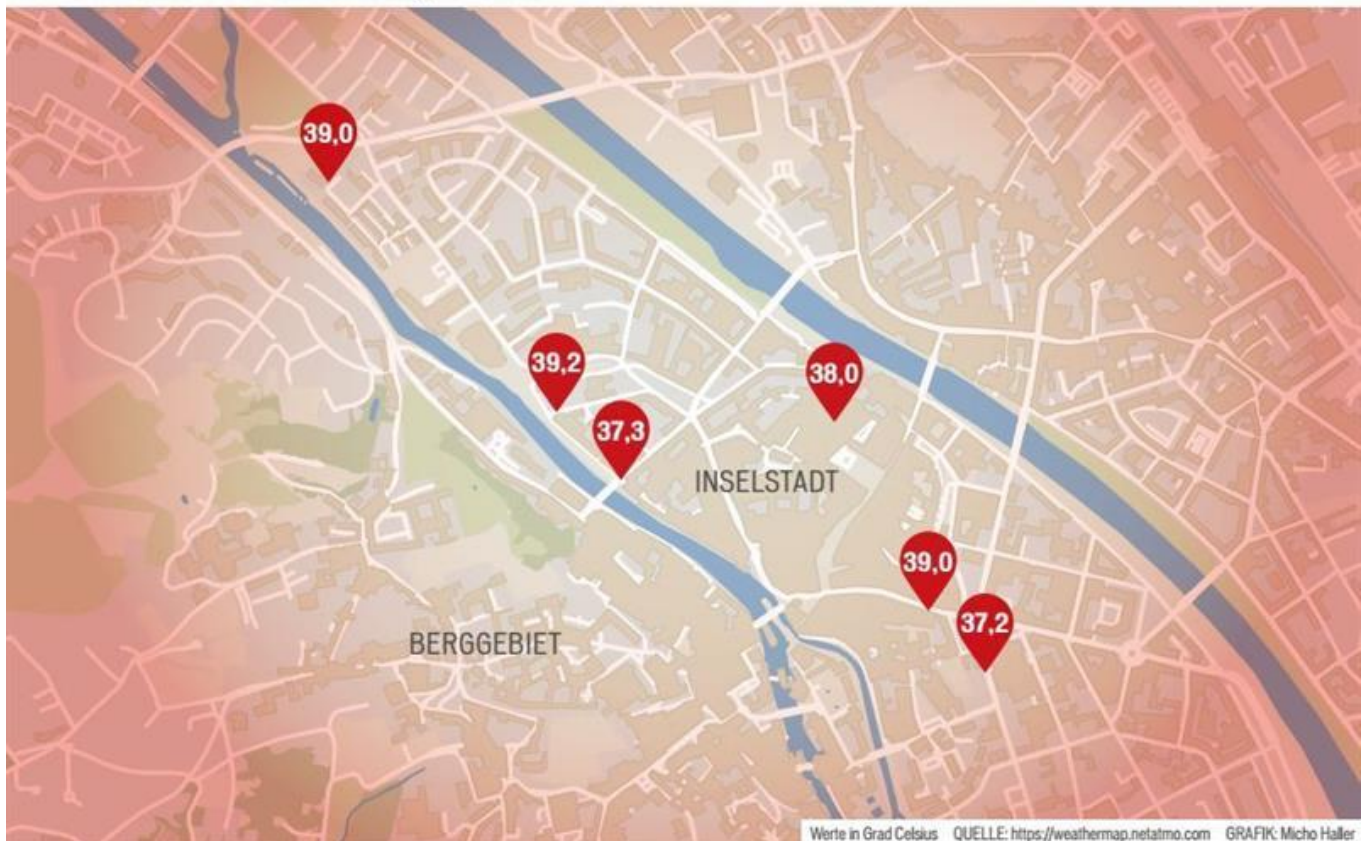 39,0
39,2
38,0
37,3
INSELSTADT
39,0
37,2
BERGGEBIET
Werte in Grad Celsius QUELLE: https://weathermap.netatmo.com GRAFIK: Micho Haller